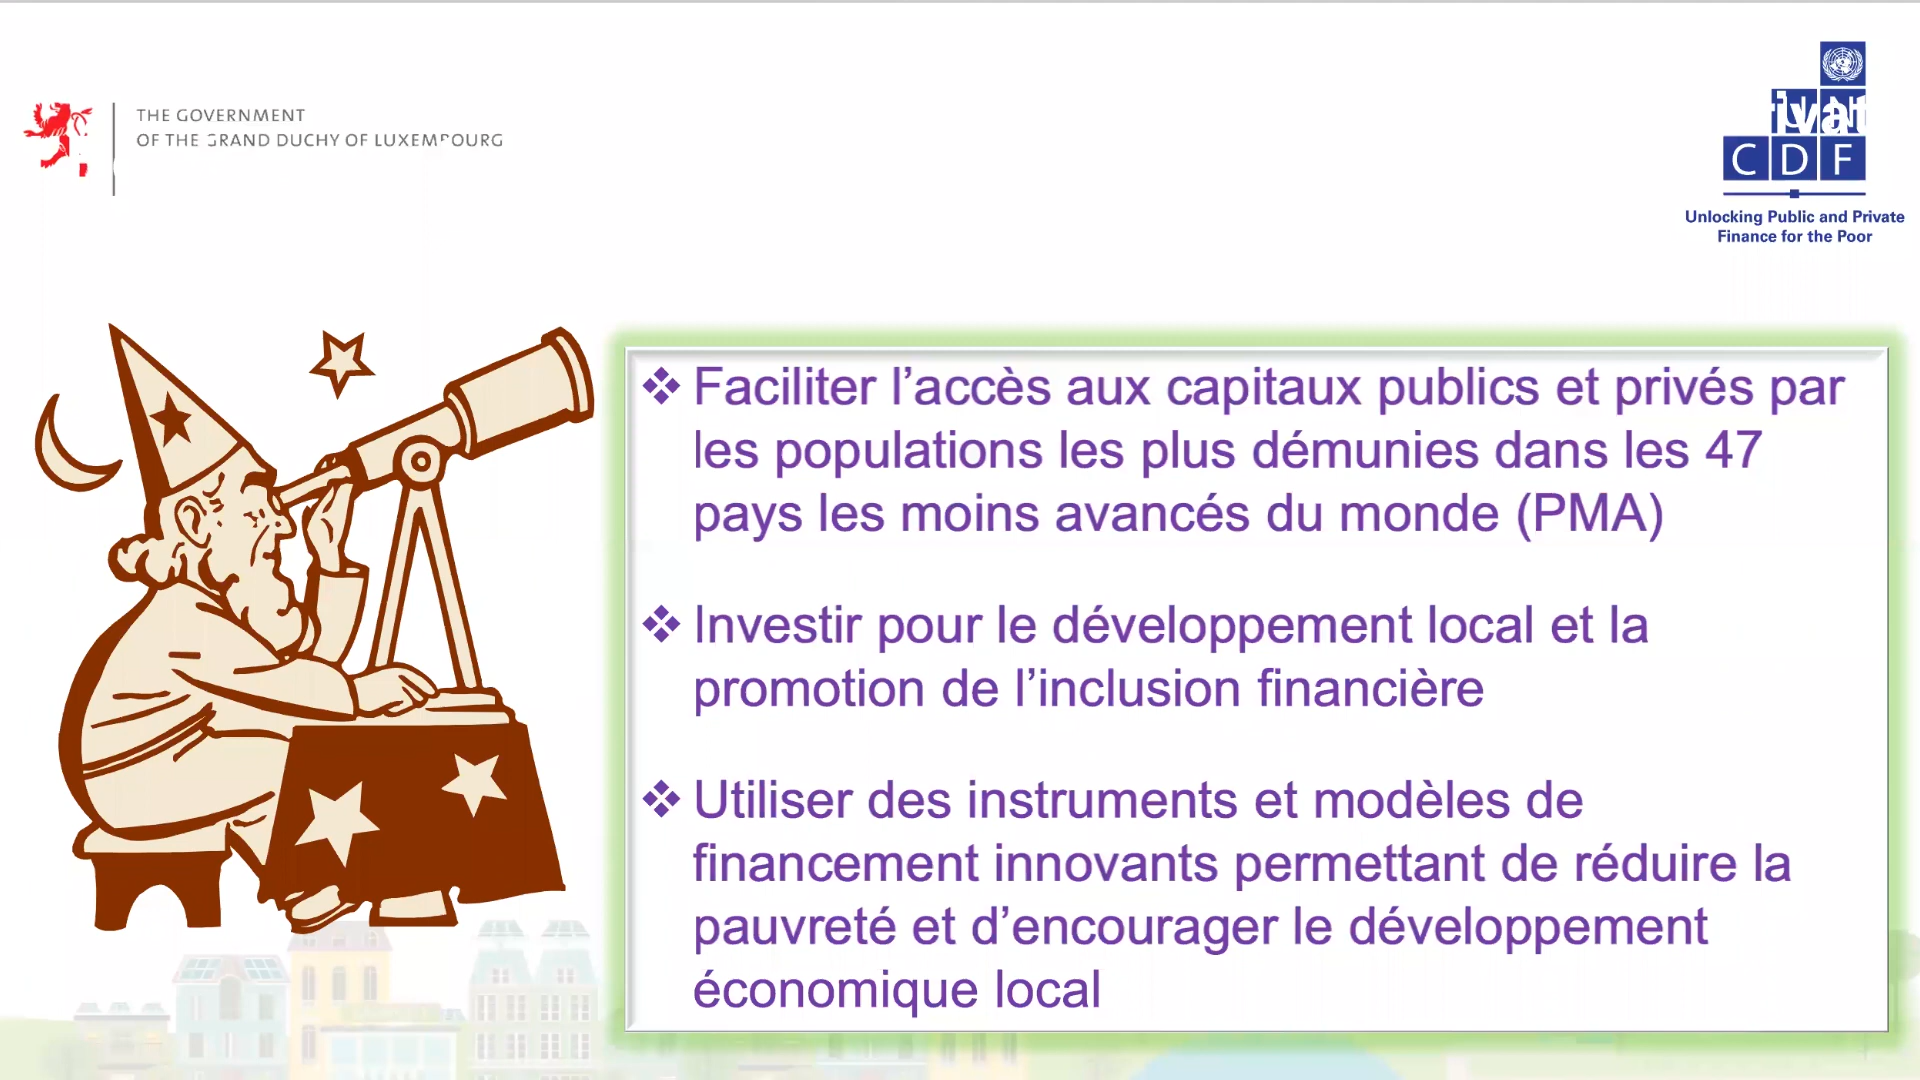 THE GOVERNMENT
OF THE GRAND DUCHY OF LUXEMBOURG
CDF
Unlocking Public and Private
Finance for the Poor
❖ Faciliter l’accès aux capitaux publics et privés par
les populations les plus démunies dans les 47
pays les moins avancés du monde (PMA)
❖ Investir pour le développement local et la
promotion de l’inclusion financière
❖ Utiliser des instruments et modèles de
financement innovants permettant de réduire la
pauvreté et d’encourager le développement
économique local